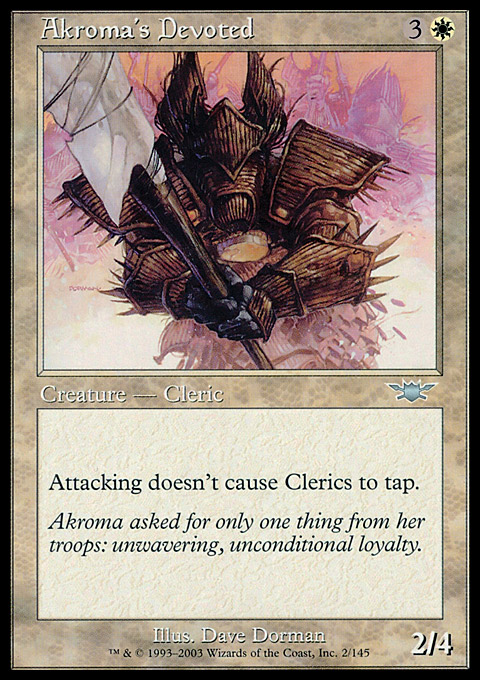 Akroma's Devoted 3
DORMAN
Creature — Cleric
Attacking doesn't cause Clerics to tap.
Akroma asked for only one thing from her
troops: unwavering, unconditional loyalty.
Illus. Dave Dorman
™ & © 1993–2003 Wizards of the Coast, Inc. 2/145
2/4